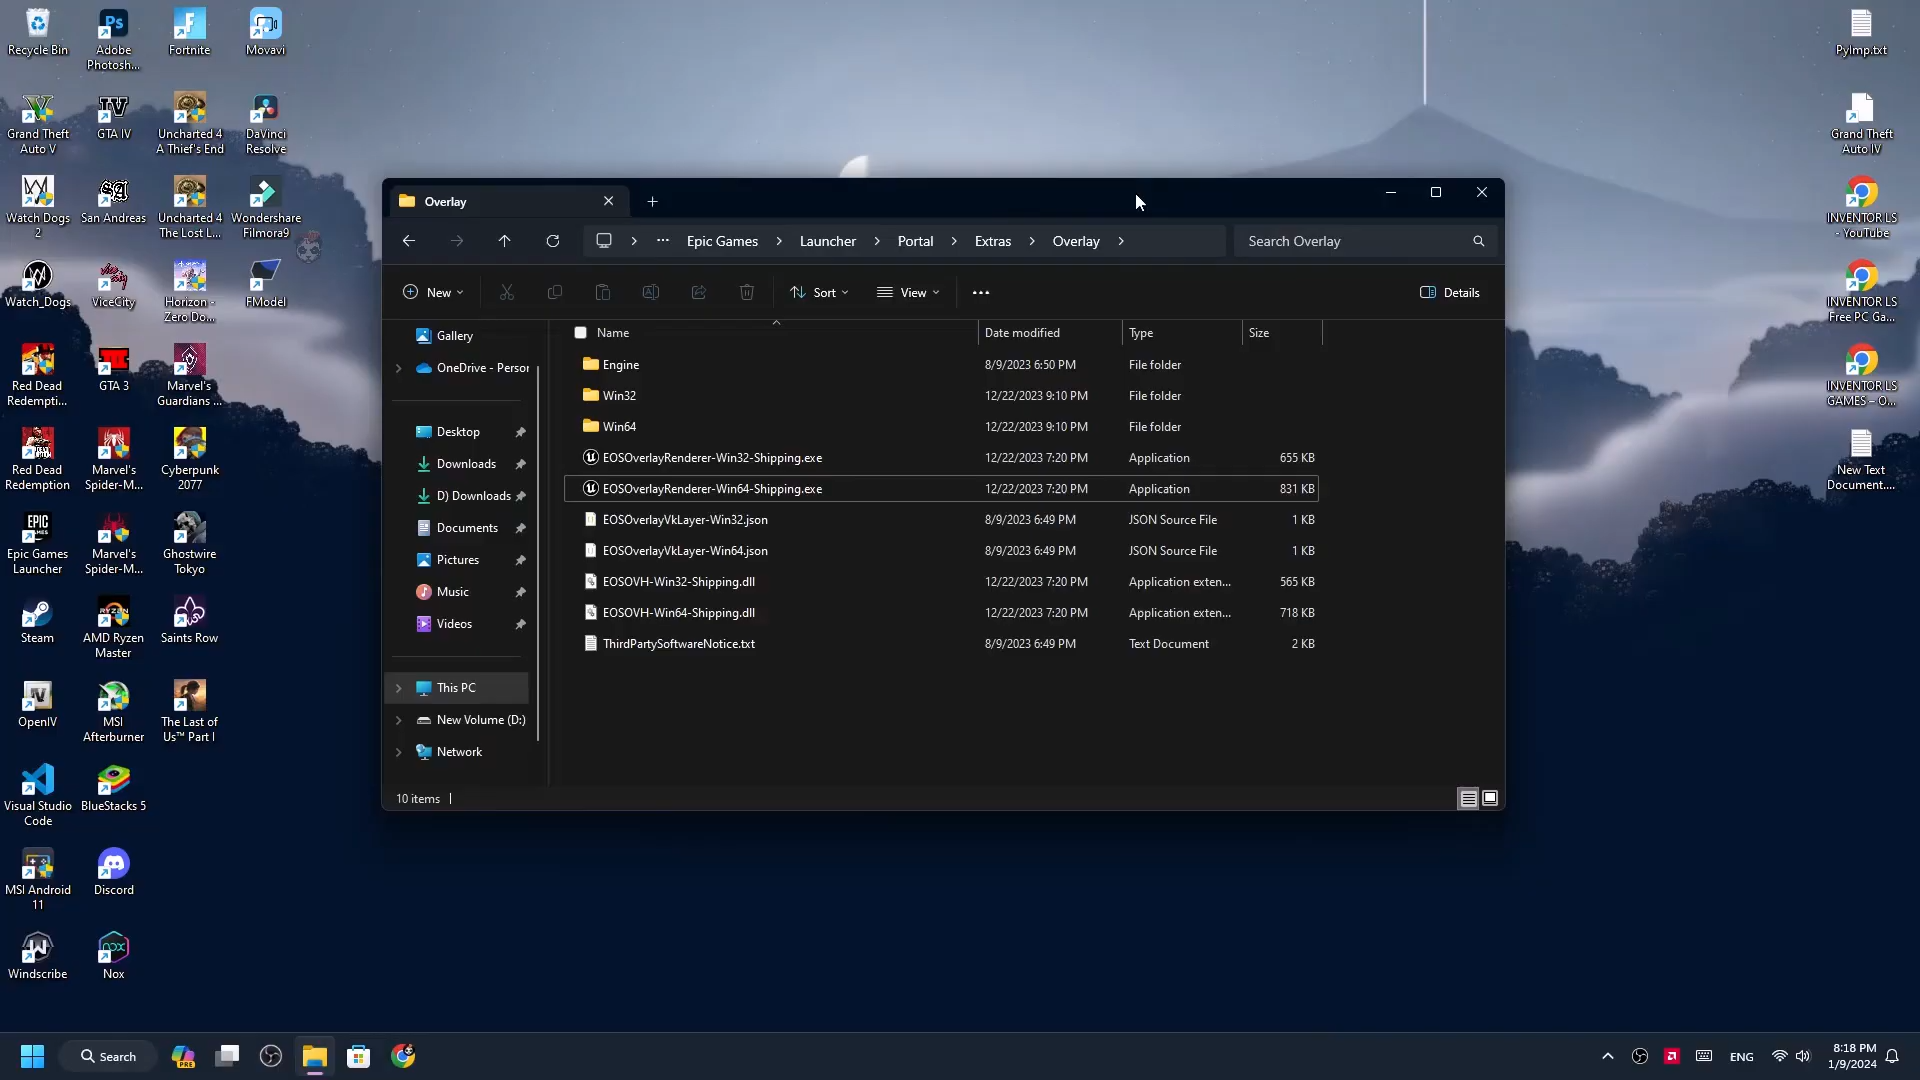 Recycle Bin
Adobe
Photosh...
Fortnite
Movavi
Grand Theft
Auto V
GTA IV
Uncharted 4
A Thief's End
DaVinci
Resolve
Watch Dogs
2
San Andreas
Uncharted 4
The Lost L...
Wondershare
Filmora9
Watch_Dogs
ViceCity
Horizon -
Zero Do...
FModel
Red Dead
Redempti...
GTA 3
Marvel's
Guardians ...
Red Dead
Redemption
Marvel's
Spider-M...
Cyberpunk
2077
Epic Games
Launcher
Marvel's
Spider-M...
Ghostwire
Tokyo
Steam
AMD Ryzen
Master
Saints Row
OpenIV
MSI
Afterburner
The Last of
Us™ Part I
Visual Studio
Code
BlueStacks 5
MSI Android
11
Discord
Windscribe
Nox
Overlay
Epic Games > Launcher > Portal > Extras > Overlay >
Search Overlay
New
Sort
View
Details
Gallery
OneDrive - Person
Desktop
Downloads
D) Downloads
Documents
Pictures
Music
Videos
This PC
New Volume (D:)
Network
Name Date modified Type Size
Engine 8/9/2023 6:50 PM File folder
Win32 12/22/2023 9:10 PM File folder
Win64 12/22/2023 9:10 PM File folder
EOSOverlayRenderer-Win32-Shipping.exe 12/22/2023 7:20 PM Application 655 KB
EOSOverlayRenderer-Win64-Shipping.exe 12/22/2023 7:20 PM Application 831 KB
EOSOverlayVkLayer-Win32.json 8/9/2023 6:49 PM JSON Source File 1 KB
EOSOverlayVkLayer-Win64.json 8/9/2023 6:49 PM JSON Source File 1 KB
EOSOVH-Win32-Shipping.dll 12/22/2023 7:20 PM Application exten... 565 KB
EOSOVH-Win64-Shipping.dll 12/22/2023 7:20 PM Application exten... 718 KB
ThirdPartySoftwareNotice.txt 8/9/2023 6:49 PM Text Document 2 KB
10 items
PyImp.txt
Grand Theft
Auto IV
INVENTOR LS
- YouTube
INVENTOR LS
Free PC Ga...
INVENTOR LS
GAMES – O...
New Text
Document....
Search
PRE
ENG
8:18 PM
1/9/2024